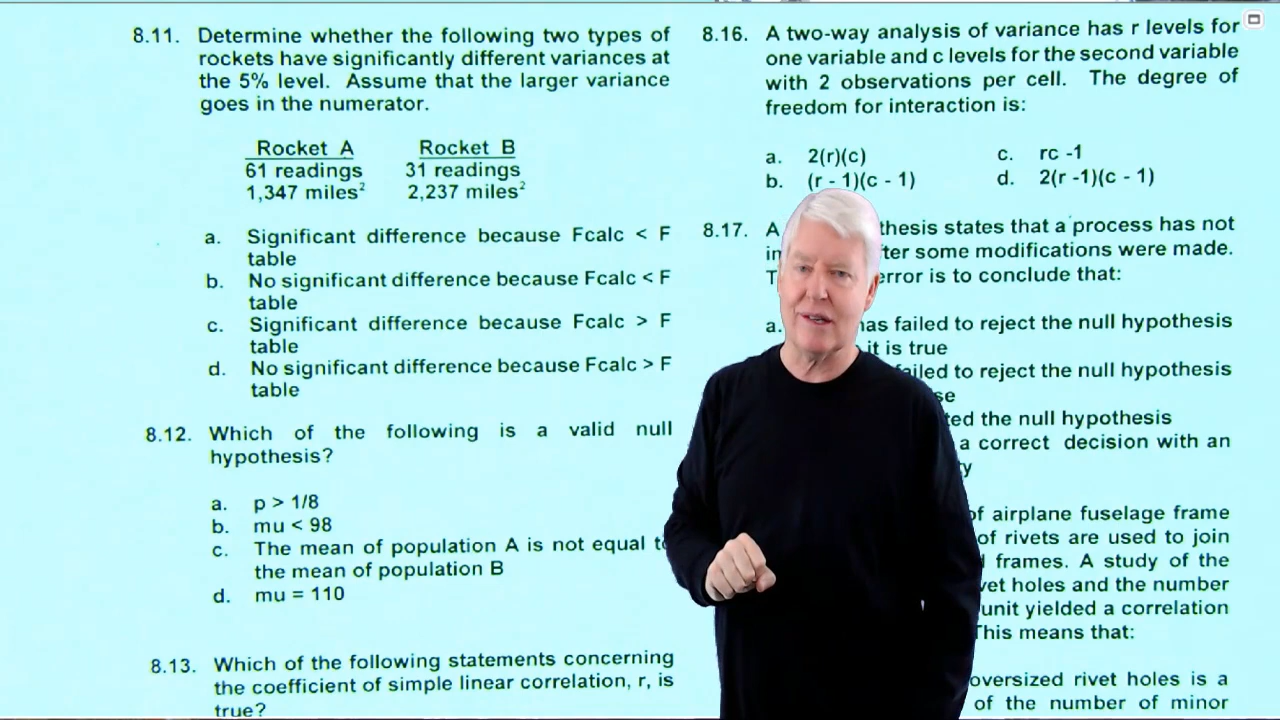 8.11. Determine whether the following two types of
rockets have significantly different variances at
the 5% level. Assume that the larger variance
goes in the numerator.
Rocket A Rocket B
61 readings 31 readings
1,347 miles² 2,237 miles²
a. Significant difference because Fcalc < F
table
b. No significant difference because Fcalc < F
table
c. Significant difference because Fcalc > F
table
d. No significant difference because Fcalc > F
table
8.12. Which of the following is a valid null
hypothesis?
a. p > 1/8
b. mu < 98
c. The mean of population A is not equal to
the mean of population B
d. mu = 110
8.13. Which of the following statements concerning
the coefficient of simple linear correlation, r, is
true?
8.16. A two-way analysis of variance has r levels for
one variable and c levels for the second variable
with 2 observations per cell. The degree of
freedom for interaction is:
a. 2(r)(c) c. rc -1
b. (r - 1)(c - 1) d. 2(r -1)(c - 1)
8.17. A thesis states that a process has not
after some modifications were made.
error is to conclude that:
a. has failed to reject the null hypothesis
it is true
failed to reject the null hypothesis
the null hypothesis
a correct decision with an
of airplane fuselage frame
of rivets are used to join
frames. A study of the
holes and the number
unit yielded a correlation
This means that:
oversized rivet holes is a
of the number of minor